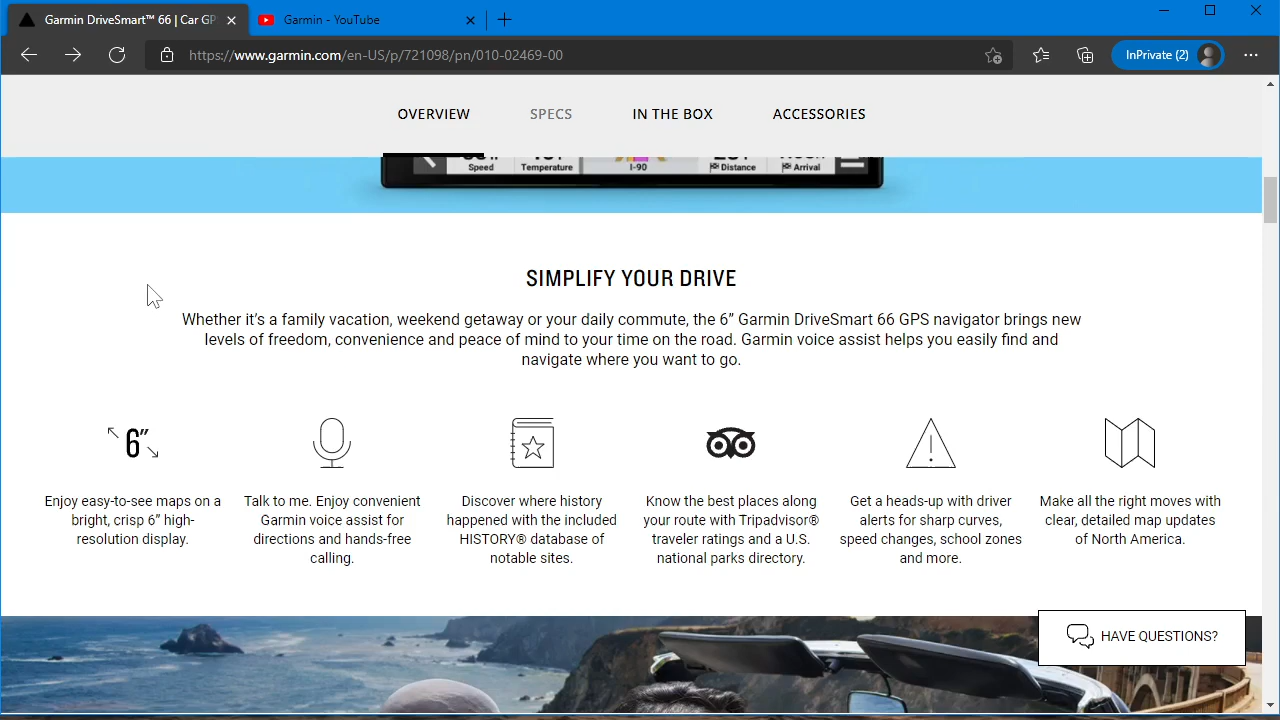 Garmin DriveSmart™ 66 | Car GP
Garmin - YouTube
https://www.garmin.com/en-US/p/721098/pn/010-02469-00
InPrivate (2)
OVERVIEW
SPECS
IN THE BOX
ACCESSORIES
Speed
Temperature
I-90
Distance
Arrival
SIMPLIFY YOUR DRIVE
Whether it’s a family vacation, weekend getaway or your daily commute, the 6” Garmin DriveSmart 66 GPS navigator brings new
levels of freedom, convenience and peace of mind to your time on the road. Garmin voice assist helps you easily find and
navigate where you want to go.
6”
Enjoy easy-to-see maps on a
bright, crisp 6” high-
resolution display.
Talk to me. Enjoy convenient
Garmin voice assist for
directions and hands-free
calling.
Discover where history
happened with the included
HISTORY® database of
notable sites.
Know the best places along
your route with Tripadvisor®
traveler ratings and a U.S.
national parks directory.
Get a heads-up with driver
alerts for sharp curves,
speed changes, school zones
and more.
Make all the right moves with
clear, detailed map updates
of North America.
HAVE QUESTIONS?